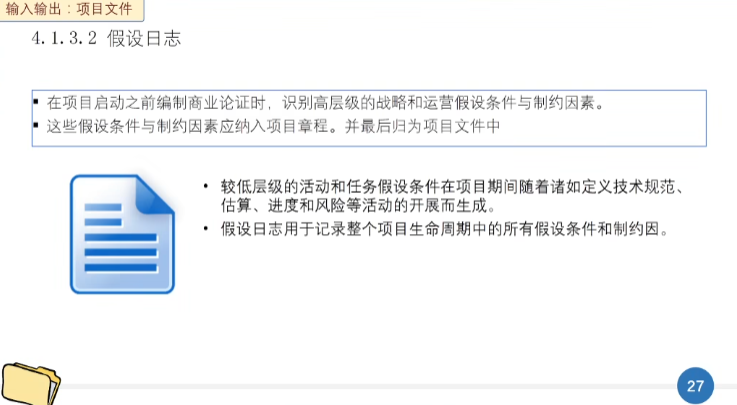 输入输出：项目文件
4.1.3.2 假设日志
▪ 在项目启动之前编制商业论证时，识别高层级的战略和运营假设条件与制约因素。
▪ 这些假设条件与制约因素应纳入项目章程。并最后归为项目文件中
• 较低层级的活动和任务假设条件在项目期间随着诸如定义技术规范、
估算、进度和风险等活动的开展而生成。
• 假设日志用于记录整个项目生命周期中的所有假设条件和制约因。
27